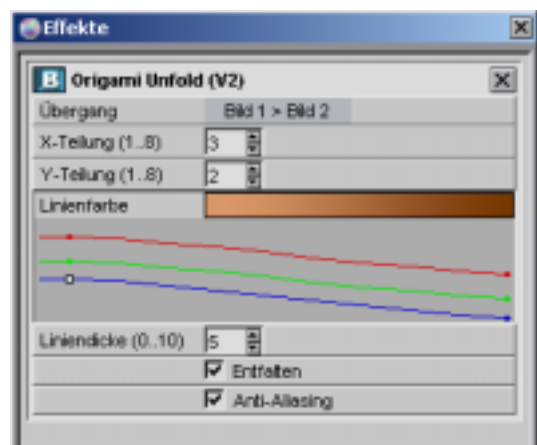 Effekte
B Origami Unfold (V2)
Übergang Bild 1 > Bild 2
X-Teilung (1..8) 3
Y-Teilung (1..8) 2
Linienfarbe
Liniendicke (0..10) 5
Entfalten
Anti-Aliasing